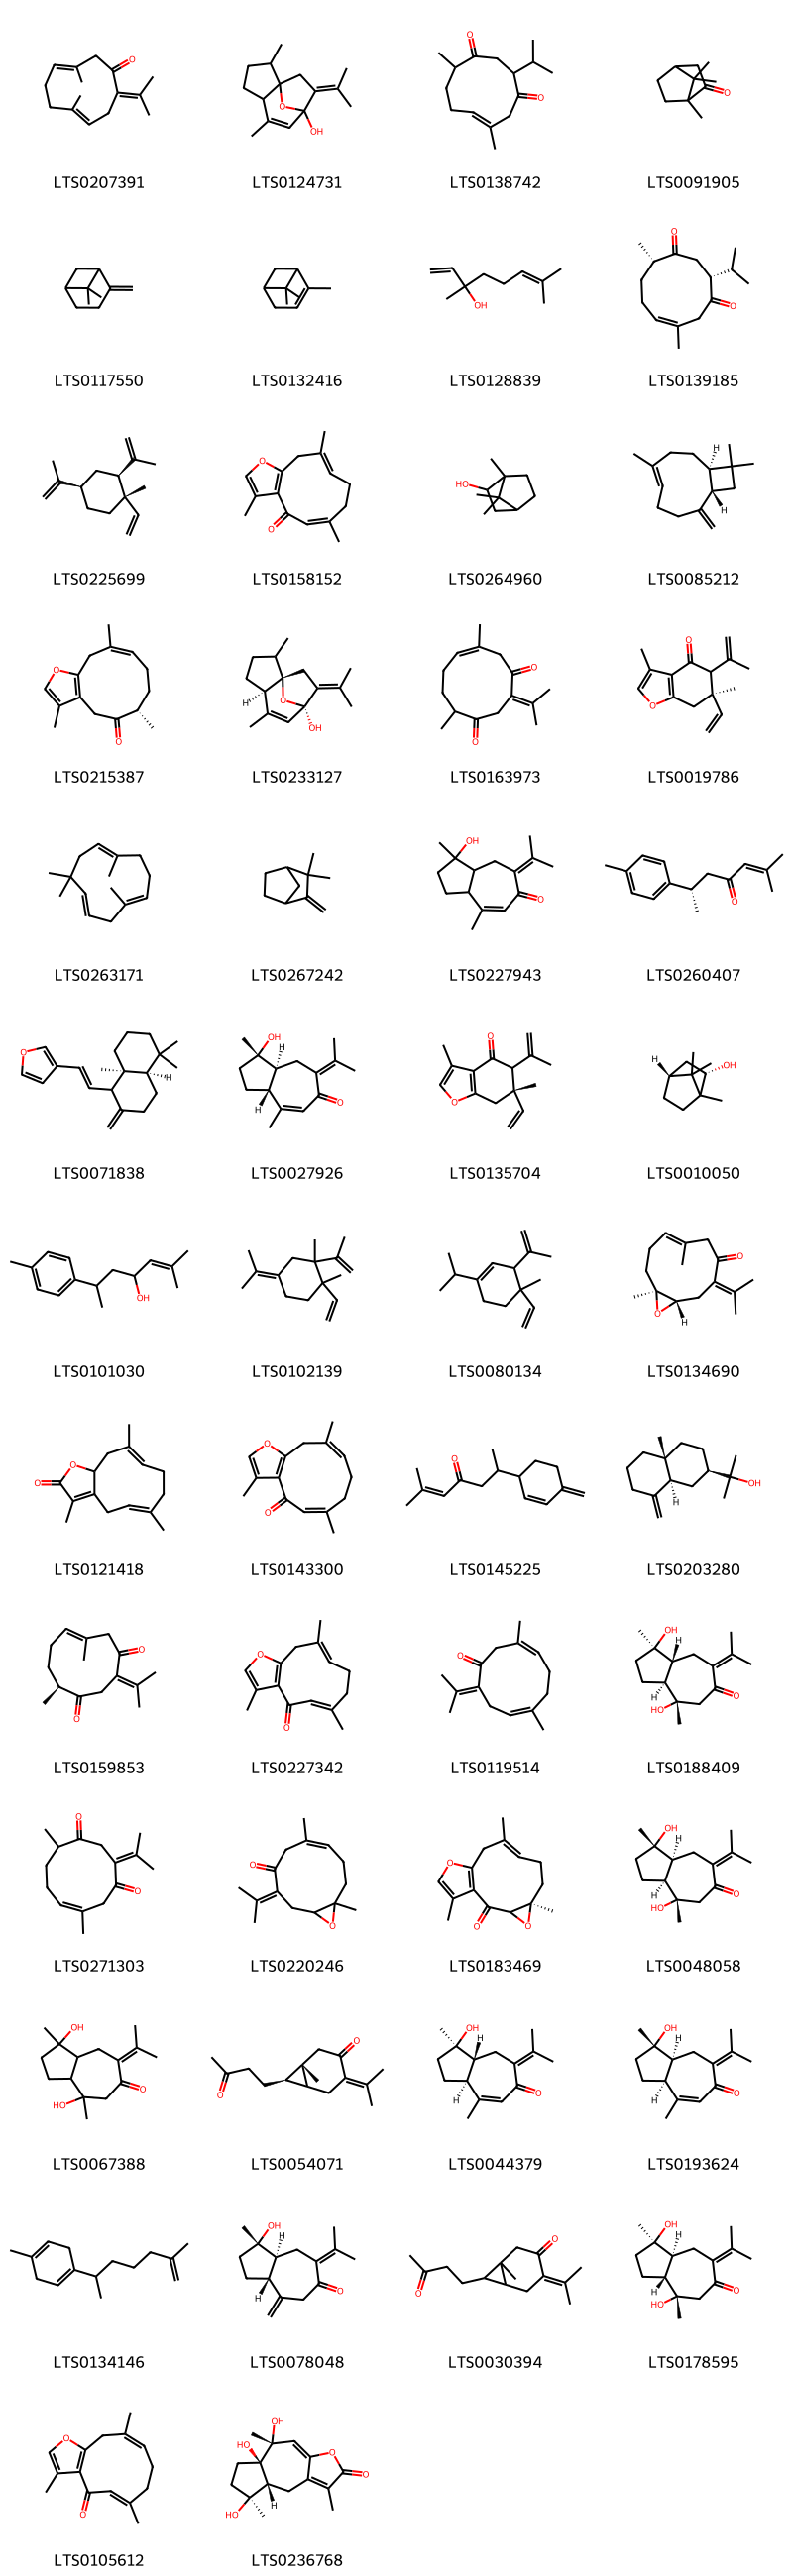 LTS0207391 LTS0124731 LTS0138742 LTS0091905
LTS0117550 LTS0132416 LTS0128839 LTS0139185
LTS0225699 LTS0158152 LTS0264960 LTS0085212
LTS0215387 LTS0233127 LTS0163973 LTS0019786
LTS0263171 LTS0267242 LTS0227943 LTS0260407
LTS0071838 LTS0027926 LTS0135704 LTS0010050
LTS0101030 LTS0102139 LTS0080134 LTS0134690
LTS0121418 LTS0143300 LTS0145225 LTS0203280
LTS0159853 LTS0227342 LTS0119514 LTS0188409
LTS0271303 LTS0220246 LTS0183469 LTS0048058
LTS0067388 LTS0054071 LTS0044379 LTS0193624
LTS0134146 LTS0078048 LTS0030394 LTS0178595
LTS0105612 LTS0236768